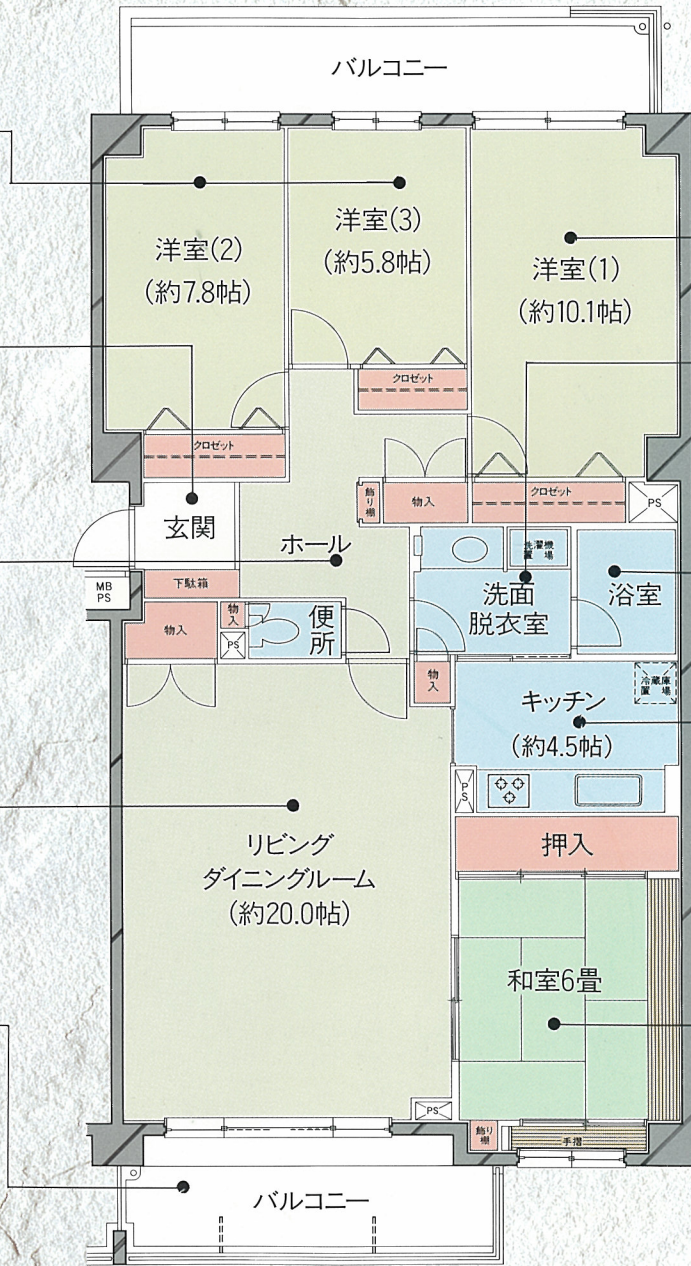 バルコニー
洋室(2)
(約7.8帖)
洋室(3)
(約5.8帖)
洋室(1)
(約10.1帖)
クロゼット
クロゼット
クロゼット
飾り棚
物入
PS
玄関
ホール
洗濯機置場
MB
PS
下駄箱
洗面
脱衣室
浴室
物入
物入
PS
便所
物入
キッチン
(約4.5帖)
冷蔵庫置場
PS
リビング
ダイニングルーム
(約20.0帖)
押入
和室6畳
PS
飾り棚
手摺
バルコニー